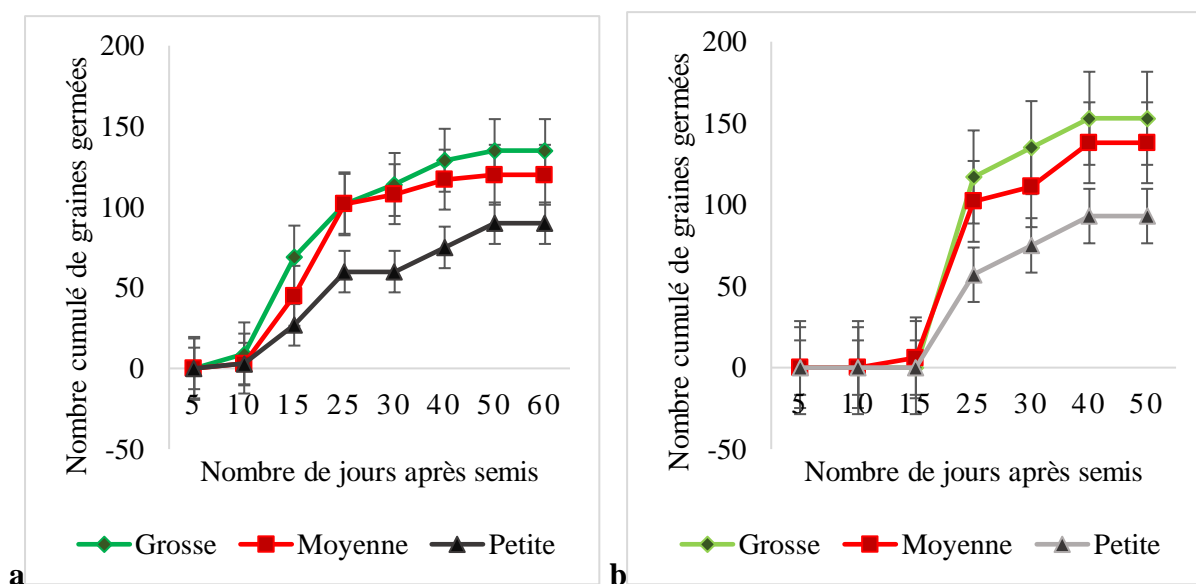 Nombre cumulé de graines germées
200
150
100
50
0
-50
5 10 15 25 30 40 50 60
Nombre de jours après semis
Grosse Moyenne Petite
a
Nombre cumulé de graines germées
200
150
100
50
0
-50
5 10 15 25 30 40 50
Nombre de jours après semis
Grosse Moyenne Petite
b